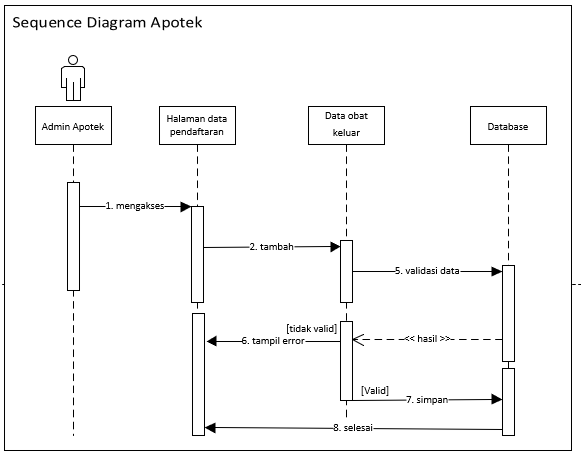 Sequence Diagram Apotek
Admin Apotek
Halaman data
pendaftaran
Data obat
keluar
Database
1. mengakses
2. tambah
5. validasi data
[tidak valid]
<< hasil >>
6. tampil error
[Valid]
7. simpan
8. selesai